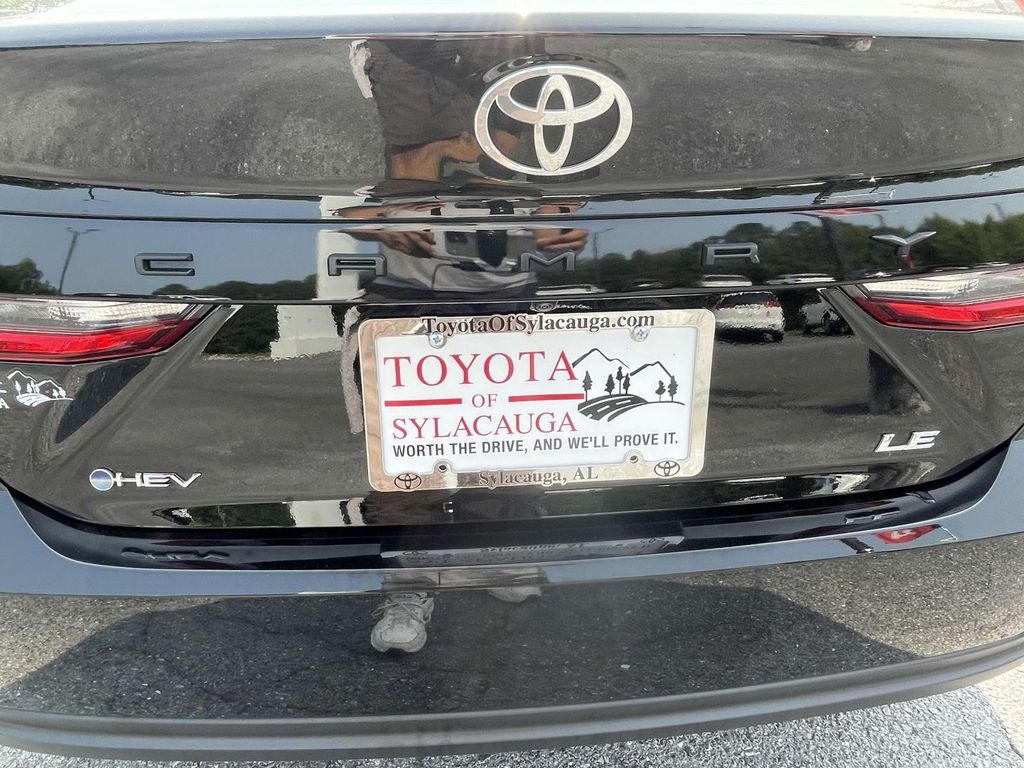 CAMRY
ToyotaOfSylacauga.com
TOYOTA
OF
SYLACAUGA
WORTH THE DRIVE, AND WE'LL PROVE IT.
Sylacauga, AL
HEV
LE